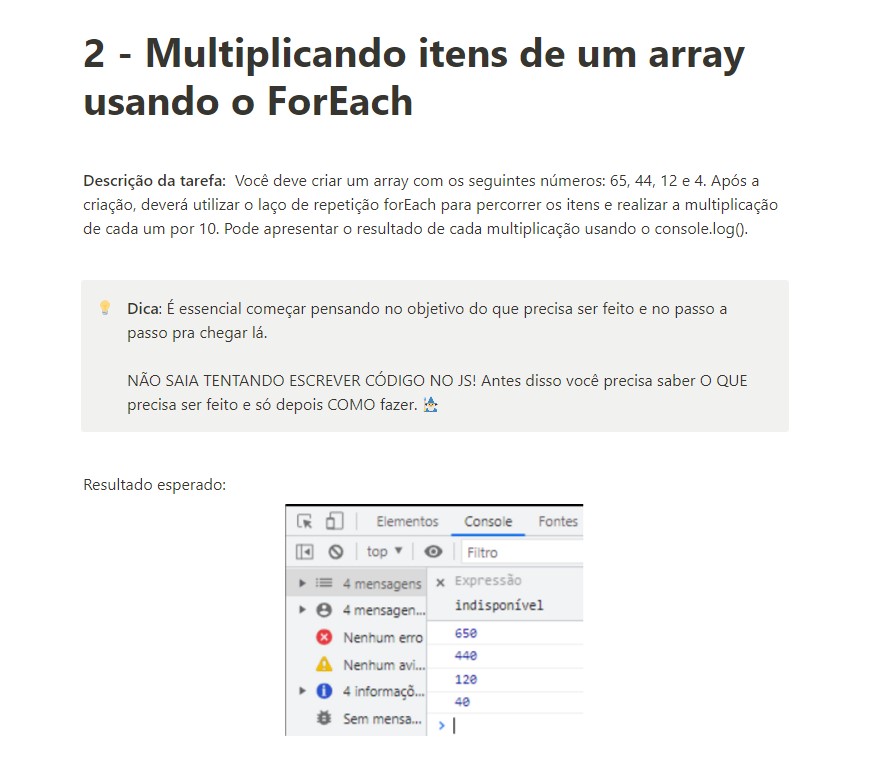 2 - Multiplicando itens de um array
usando o ForEach
Descrição da tarefa: Você deve criar um array com os seguintes números: 65, 44, 12 e 4. Após a
criação, deverá utilizar o laço de repetição forEach para percorrer os itens e realizar a multiplicação
de cada um por 10. Pode apresentar o resultado de cada multiplicação usando o console.log().
Dica: É essencial começar pensando no objetivo do que precisa ser feito e no passo a
passo pra chegar lá.
NÃO SAIA TENTANDO ESCREVER CÓDIGO NO JS! Antes disso você precisa saber O QUE
precisa ser feito e só depois COMO fazer.
Resultado esperado:
Elementos Console Fontes
top Filtro
4 mensagens × Expressão
4 mensagen... indisponível
Nenhum erro 650
Nenhum avi... 440
4 informaçõ... 120
Sem mensa... 40
>